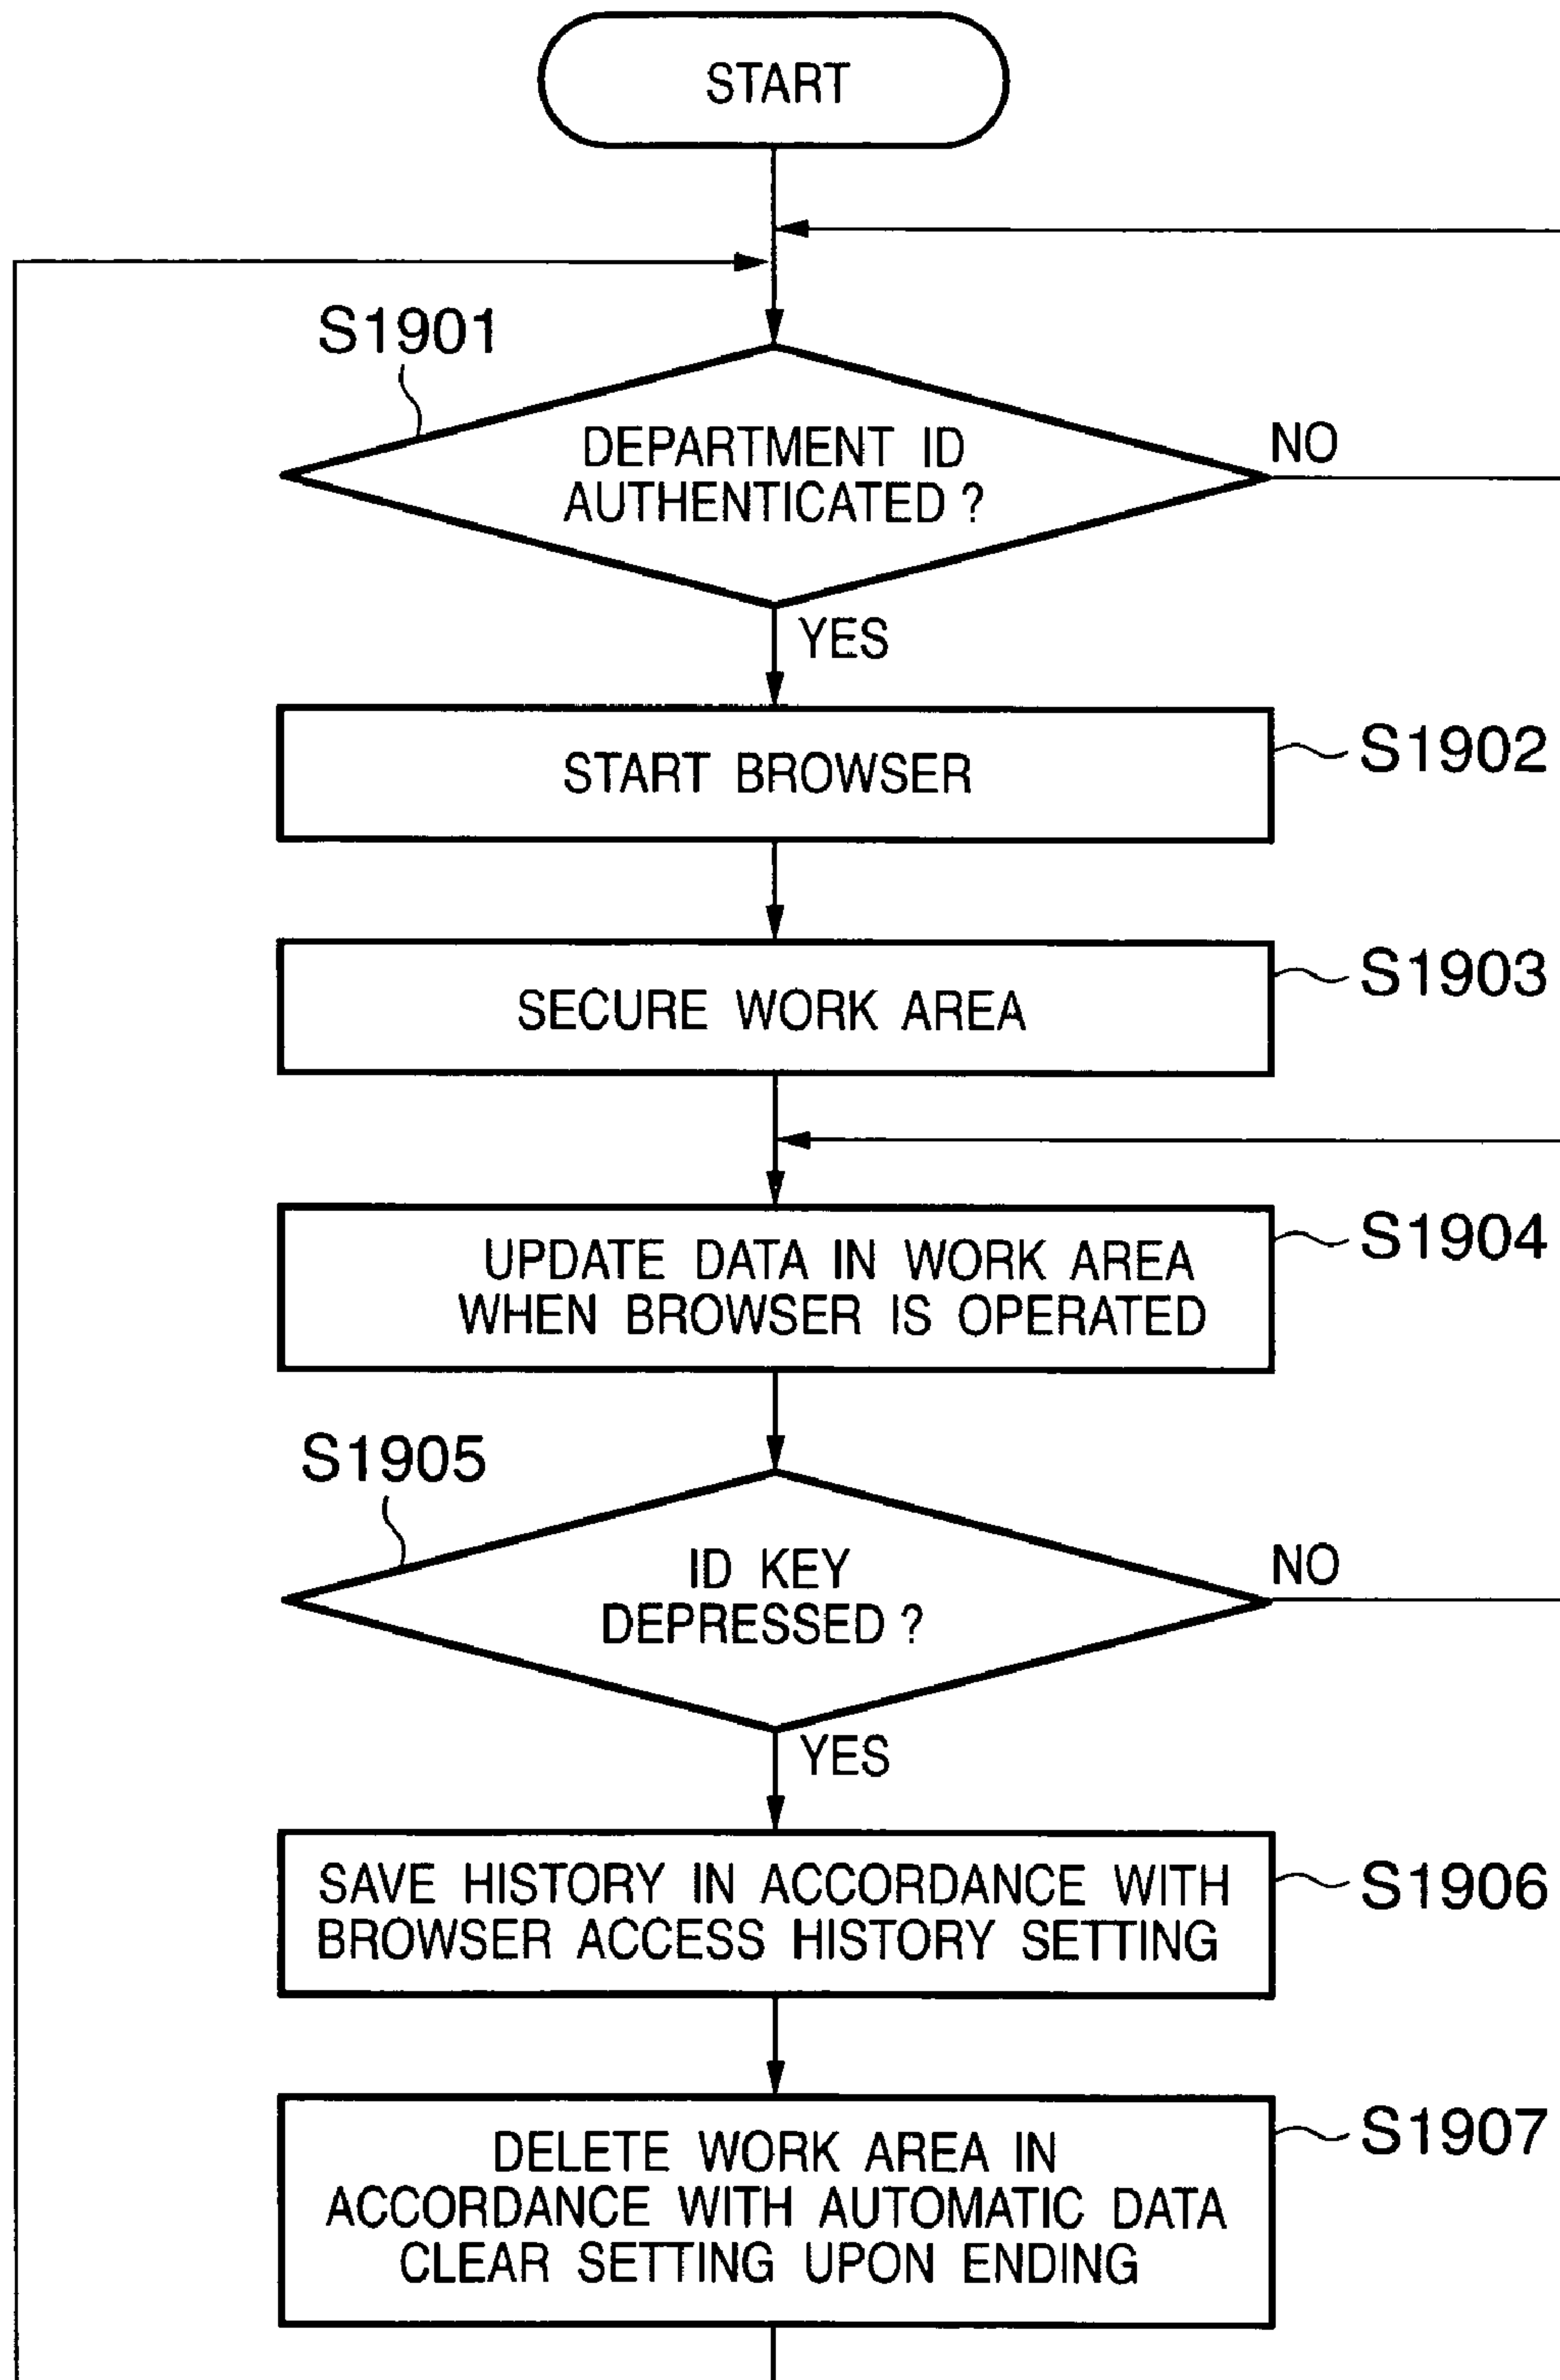 START
S1901
DEPARTMENT ID
AUTHENTICATED ?
NO
YES
START BROWSER
S1902
SECURE WORK AREA
S1903
UPDATE DATA IN WORK AREA
WHEN BROWSER IS OPERATED
S1904
S1905
ID KEY
DEPRESSED ?
NO
YES
SAVE HISTORY IN ACCORDANCE WITH
BROWSER ACCESS HISTORY SETTING
S1906
DELETE WORK AREA IN
ACCORDANCE WITH AUTOMATIC DATA
CLEAR SETTING UPON ENDING
S1907